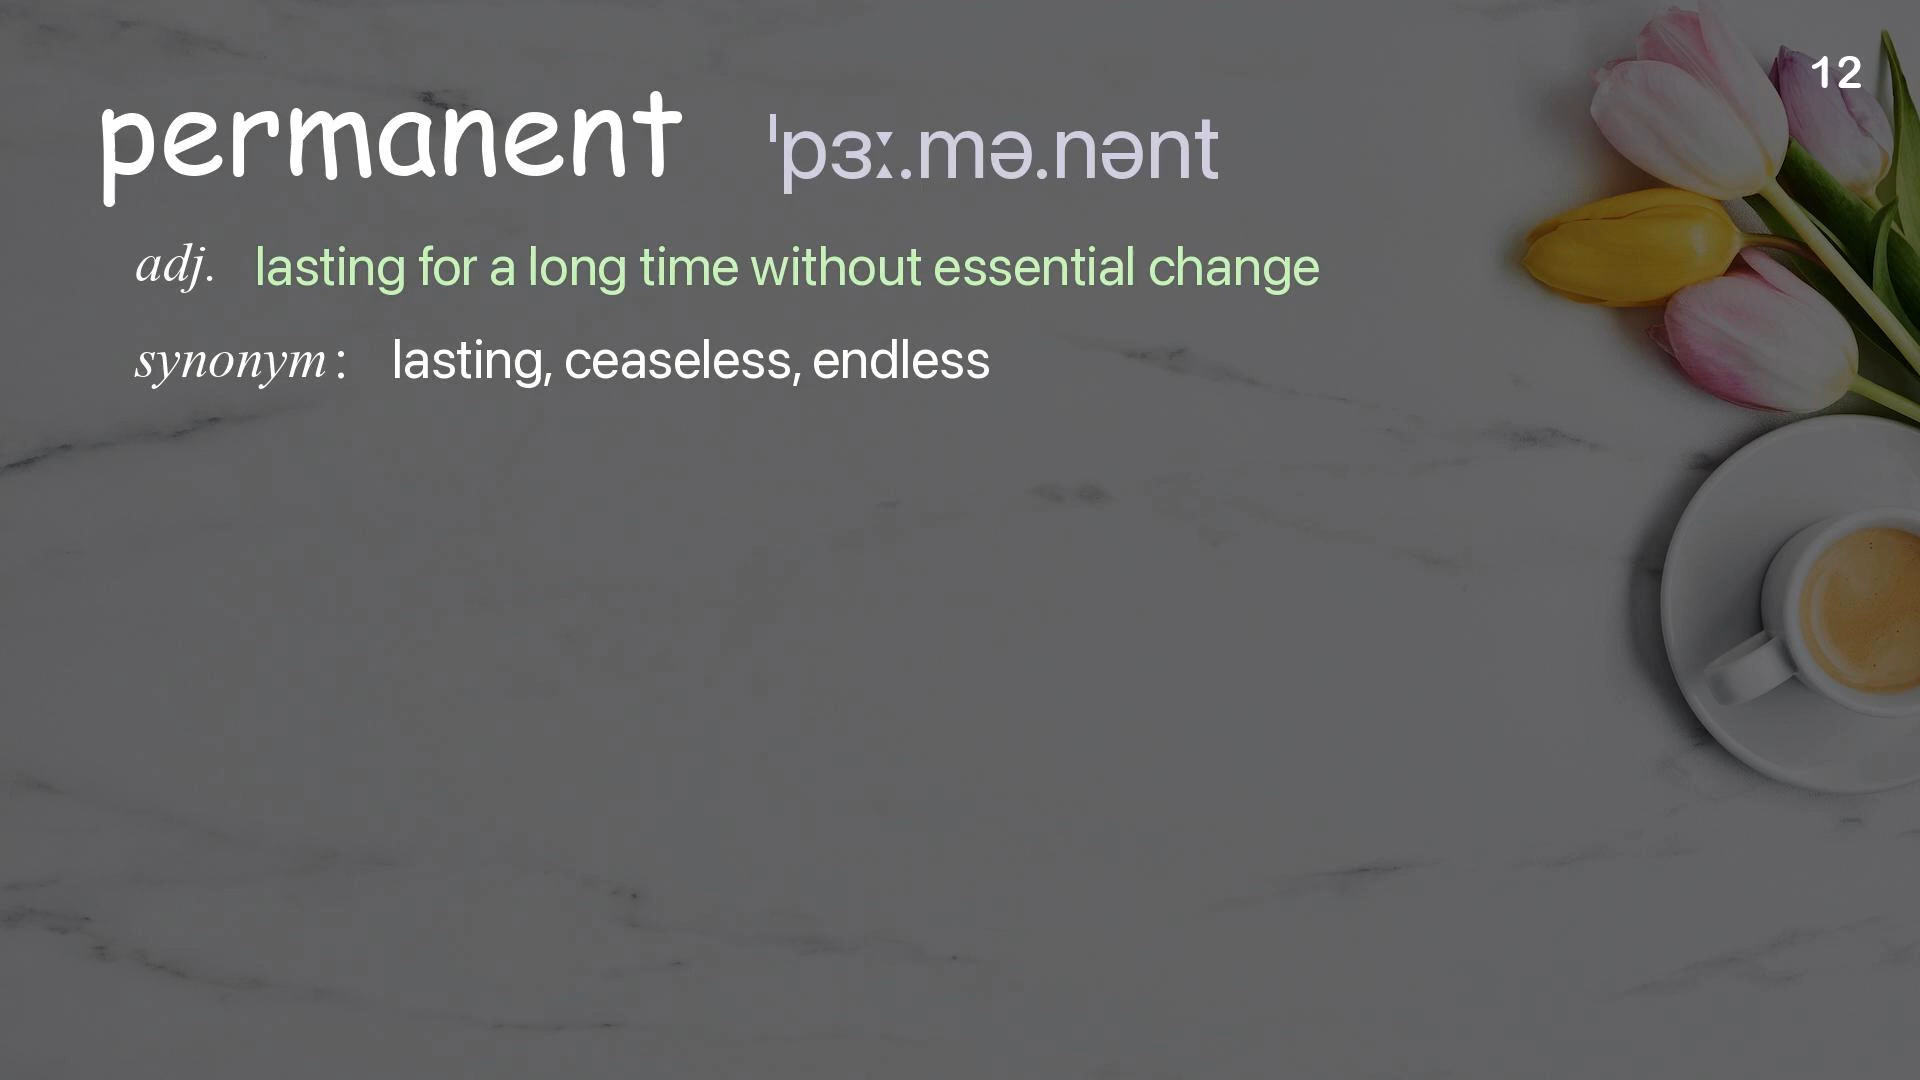 12
permanent ˈpɜː.mə.nənt
adj. lasting for a long time without essential change
synonym: lasting, ceaseless, endless